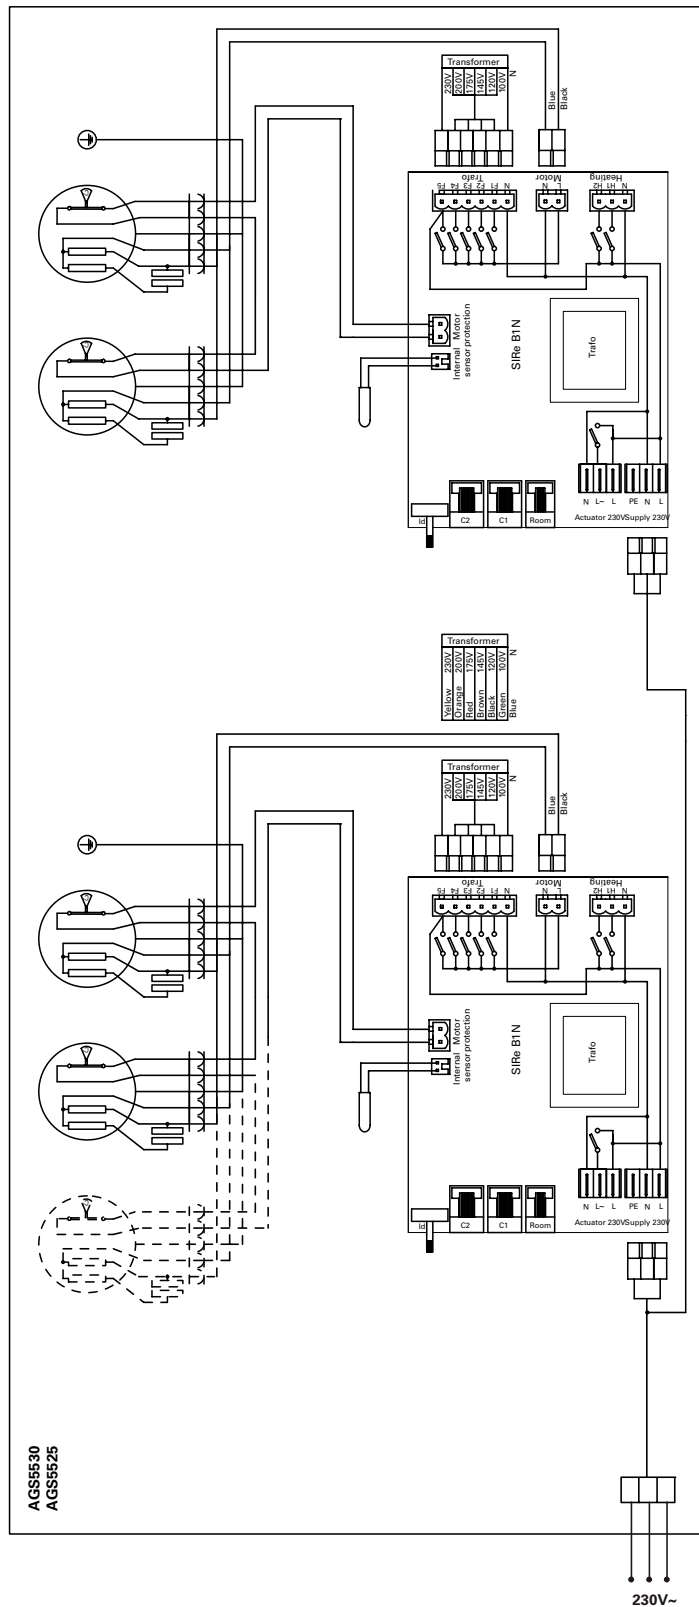 Transformer
230V
200V
175V
145V
120V
100V
N
Blue
Black
F5
F4
F3
F2
F1
N
Trafo
N
L
Motor
H2
H1
N
Heating
Motor
protection
Internal
sensor
SIRe B1N
Trafo
N
L~
L
PE
N
L
Actuator 230V
Supply 230V
Id
C2
C1
Room
Transformer
Yellow 230V
Orange 200V
Red 175V
Brown 145V
Black 120V
Green 100V
Blue N
Transformer
230V
200V
175V
145V
120V
100V
N
Blue
Black
F5
F4
F3
F2
F1
N
Trafo
N
L
Motor
H2
H1
N
Heating
Motor
protection
Internal
sensor
SIRe B1N
Trafo
N
L~
L
PE
N
L
Actuator 230V
Supply 230V
Id
C2
C1
Room
AGS5530
AGS5525
230V~